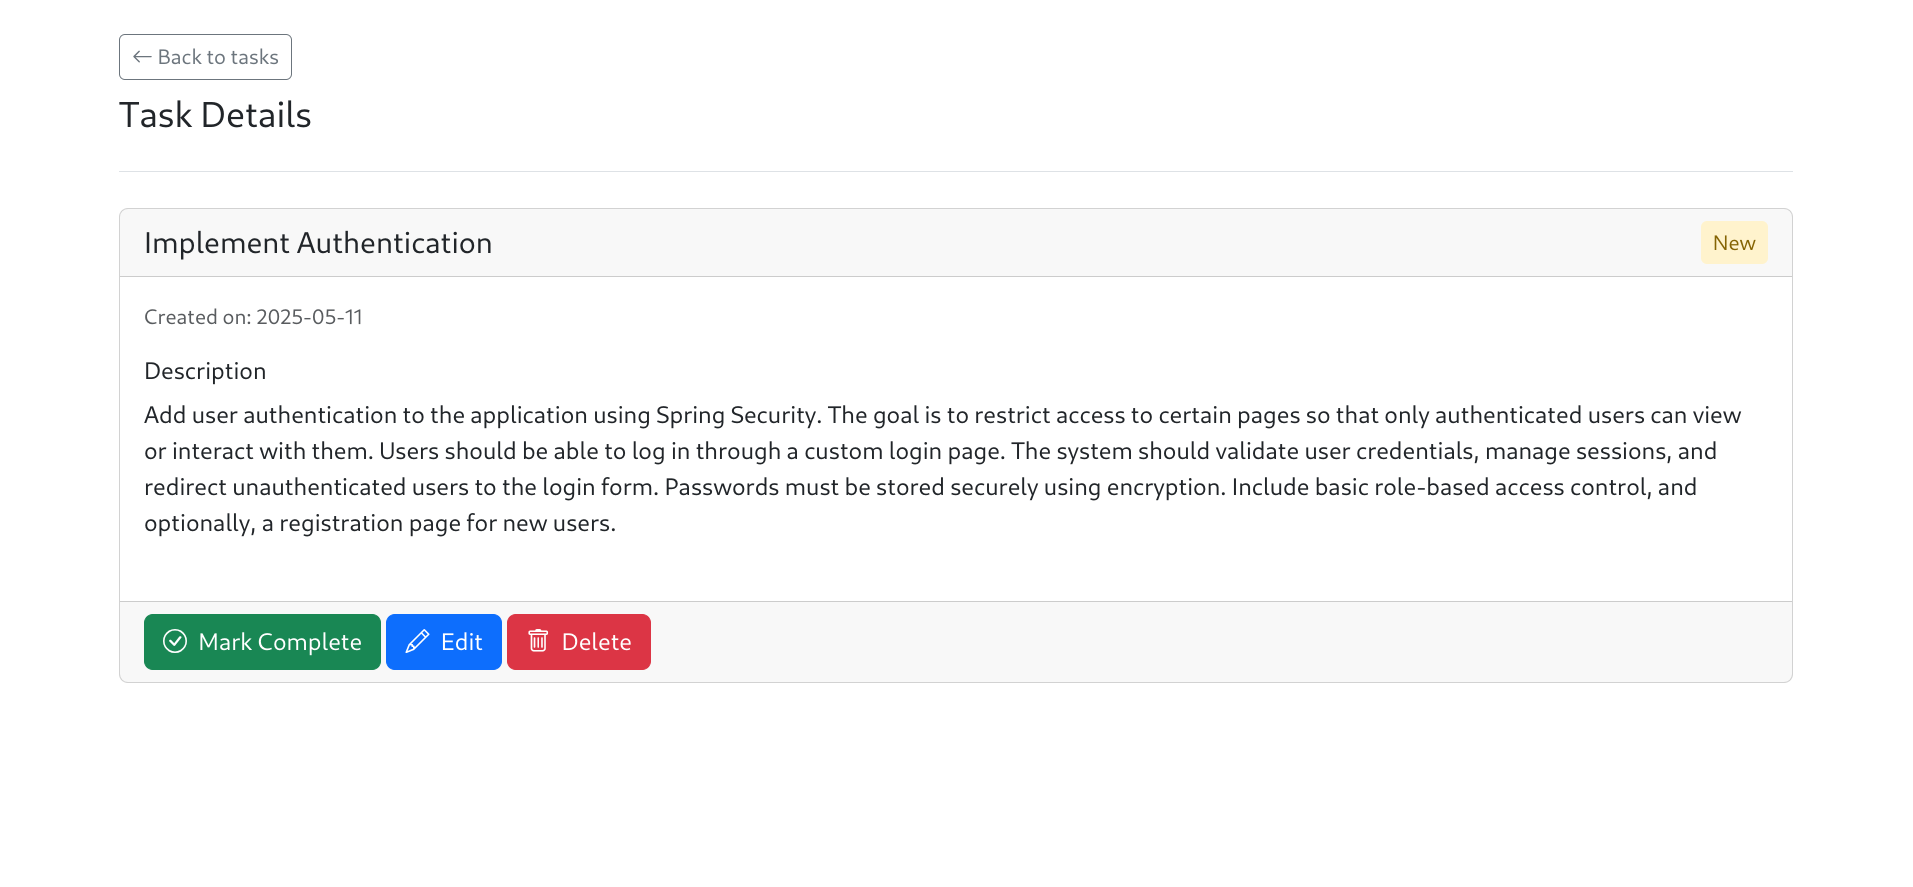 ← Back to tasks
Task Details
Implement Authentication
New
Created on: 2025-05-11
Description
Add user authentication to the application using Spring Security. The goal is to restrict access to certain pages so that only authenticated users can view
or interact with them. Users should be able to log in through a custom login page. The system should validate user credentials, manage sessions, and
redirect unauthenticated users to the login form. Passwords must be stored securely using encryption. Include basic role-based access control, and
optionally, a registration page for new users.
Mark Complete
Edit
Delete